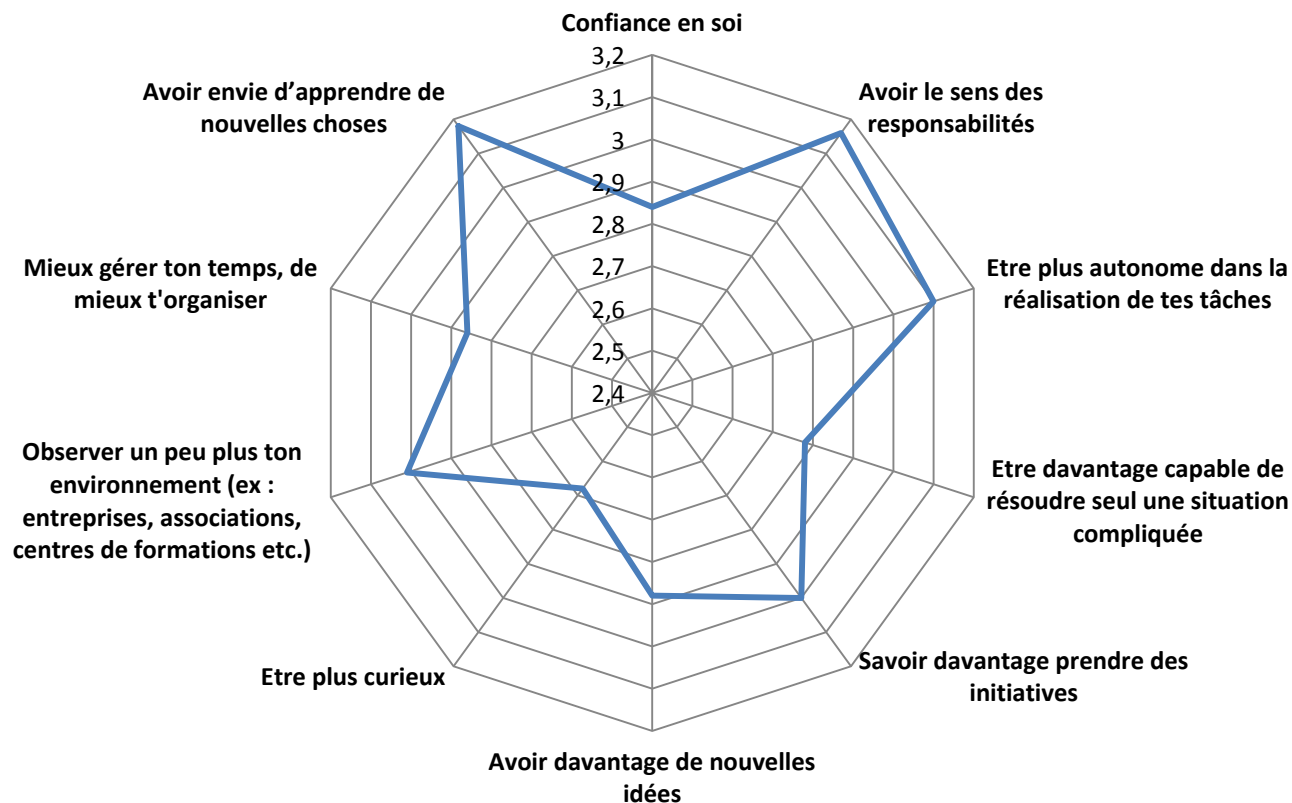 Confiance en soi
3,2
3,1
3
2,9
2,8
2,7
2,6
2,5
2,4
Avoir le sens des
responsabilités
Etre plus autonome dans la
réalisation de tes tâches
Etre davantage capable de
résoudre seul une situation
compliquée
Savoir davantage prendre des
initiatives
Avoir davantage de nouvelles
idées
Etre plus curieux
Observer un peu plus ton
environnement (ex :
entreprises, associations,
centres de formations etc.)
Mieux gérer ton temps, de
mieux t'organiser
Avoir envie d’apprendre de
nouvelles choses